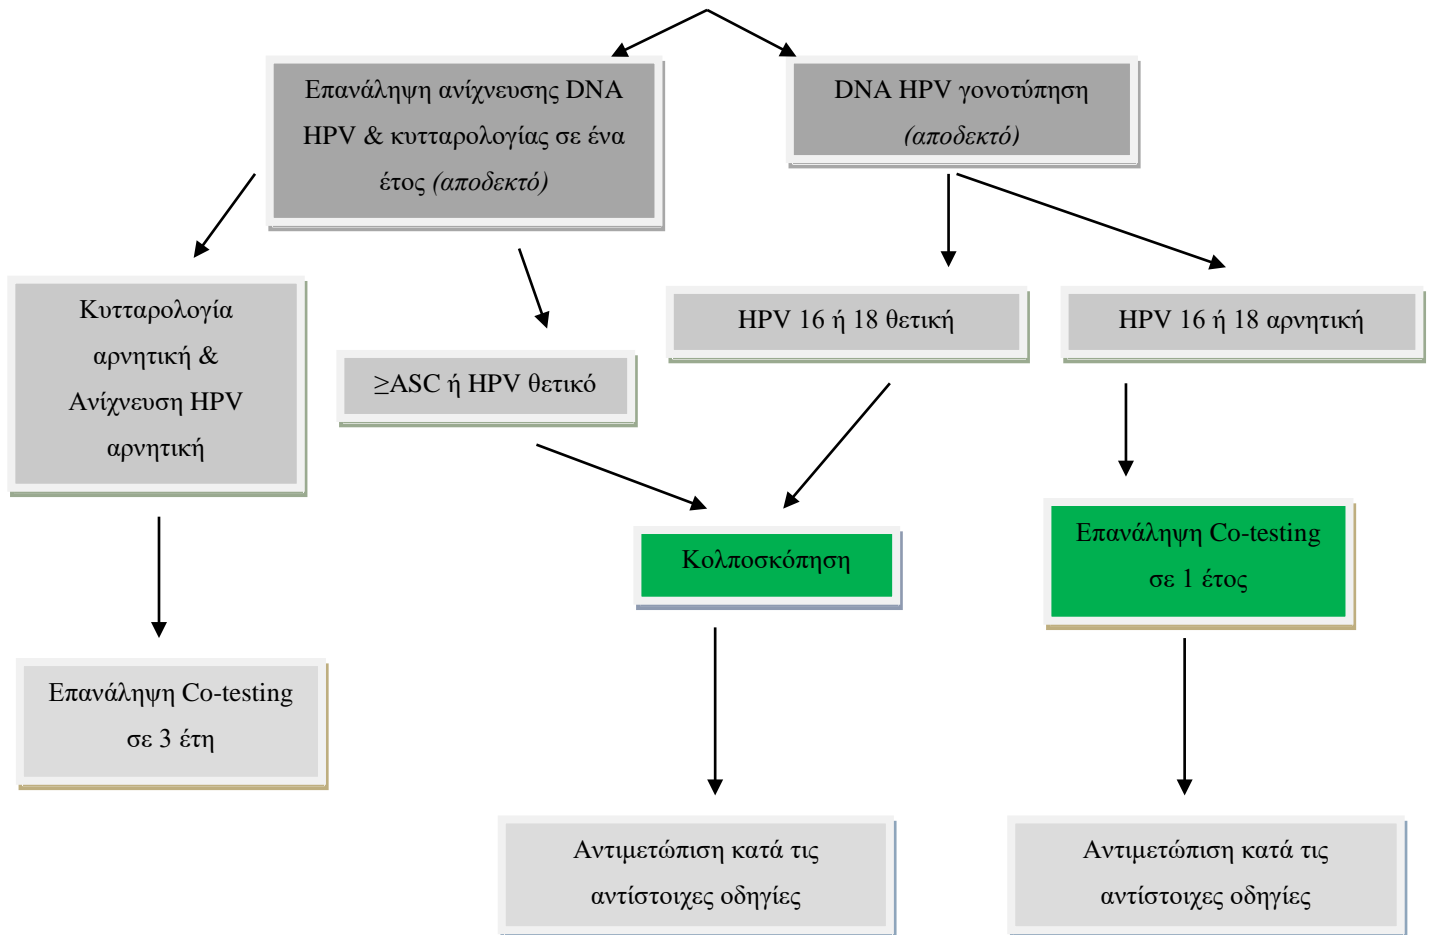 Επανάληψη ανίχνευσης DNA
HPV & κυτταρολογίας σε ένα
έτος (αποδεκτό)
DNA HPV γονοτύπηση
(αποδεκτό)
Κυτταρολογία
αρνητική &
Ανίχνευση HPV
αρνητική
≥ASC ή HPV θετικό
HPV 16 ή 18 θετική
HPV 16 ή 18 αρνητική
Κολποσκόπηση
Επανάληψη Co-testing
σε 1 έτος
Επανάληψη Co-testing
σε 3 έτη
Αντιμετώπιση κατά τις
αντίστοιχες οδηγίες
Αντιμετώπιση κατά τις
αντίστοιχες οδηγίες